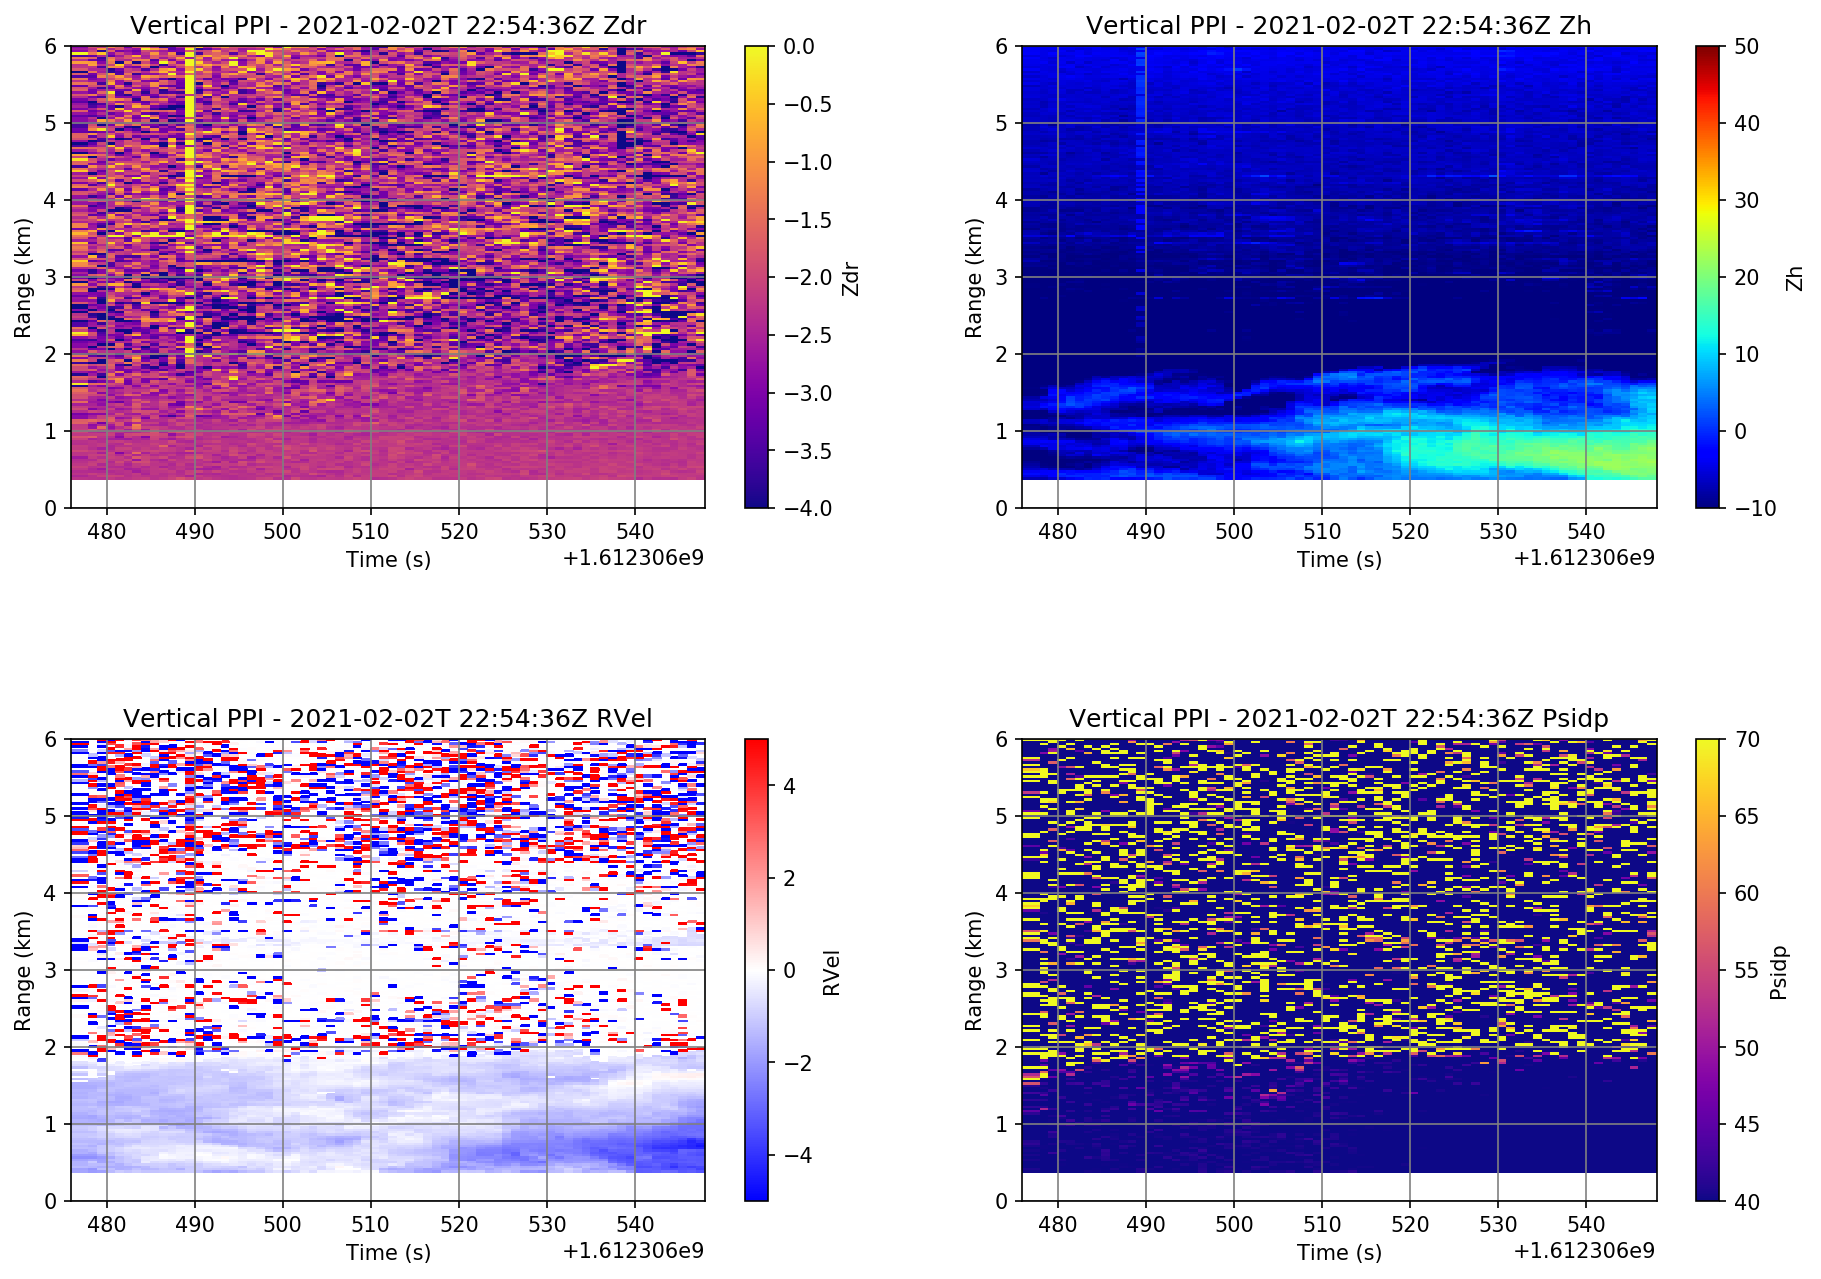 Vertical PPI - 2021-02-02T 22:54:36Z Zdr
6
5
4
3
2
1
0
Range (km)
480 490 500 510 520 530 540
Time (s)
+1.612306e9
0.0
−0.5
−1.0
−1.5
−2.0
−2.5
−3.0
−3.5
−4.0
Zdr
Vertical PPI - 2021-02-02T 22:54:36Z Zh
6
5
4
3
2
1
0
Range (km)
480 490 500 510 520 530 540
Time (s)
+1.612306e9
50
40
30
20
10
0
−10
Zh
Vertical PPI - 2021-02-02T 22:54:36Z RVel
6
5
4
3
2
1
0
Range (km)
480 490 500 510 520 530 540
Time (s)
+1.612306e9
4
2
0
−2
−4
RVel
Vertical PPI - 2021-02-02T 22:54:36Z Psidp
6
5
4
3
2
1
0
Range (km)
480 490 500 510 520 530 540
Time (s)
+1.612306e9
70
65
60
55
50
45
40
Psidp